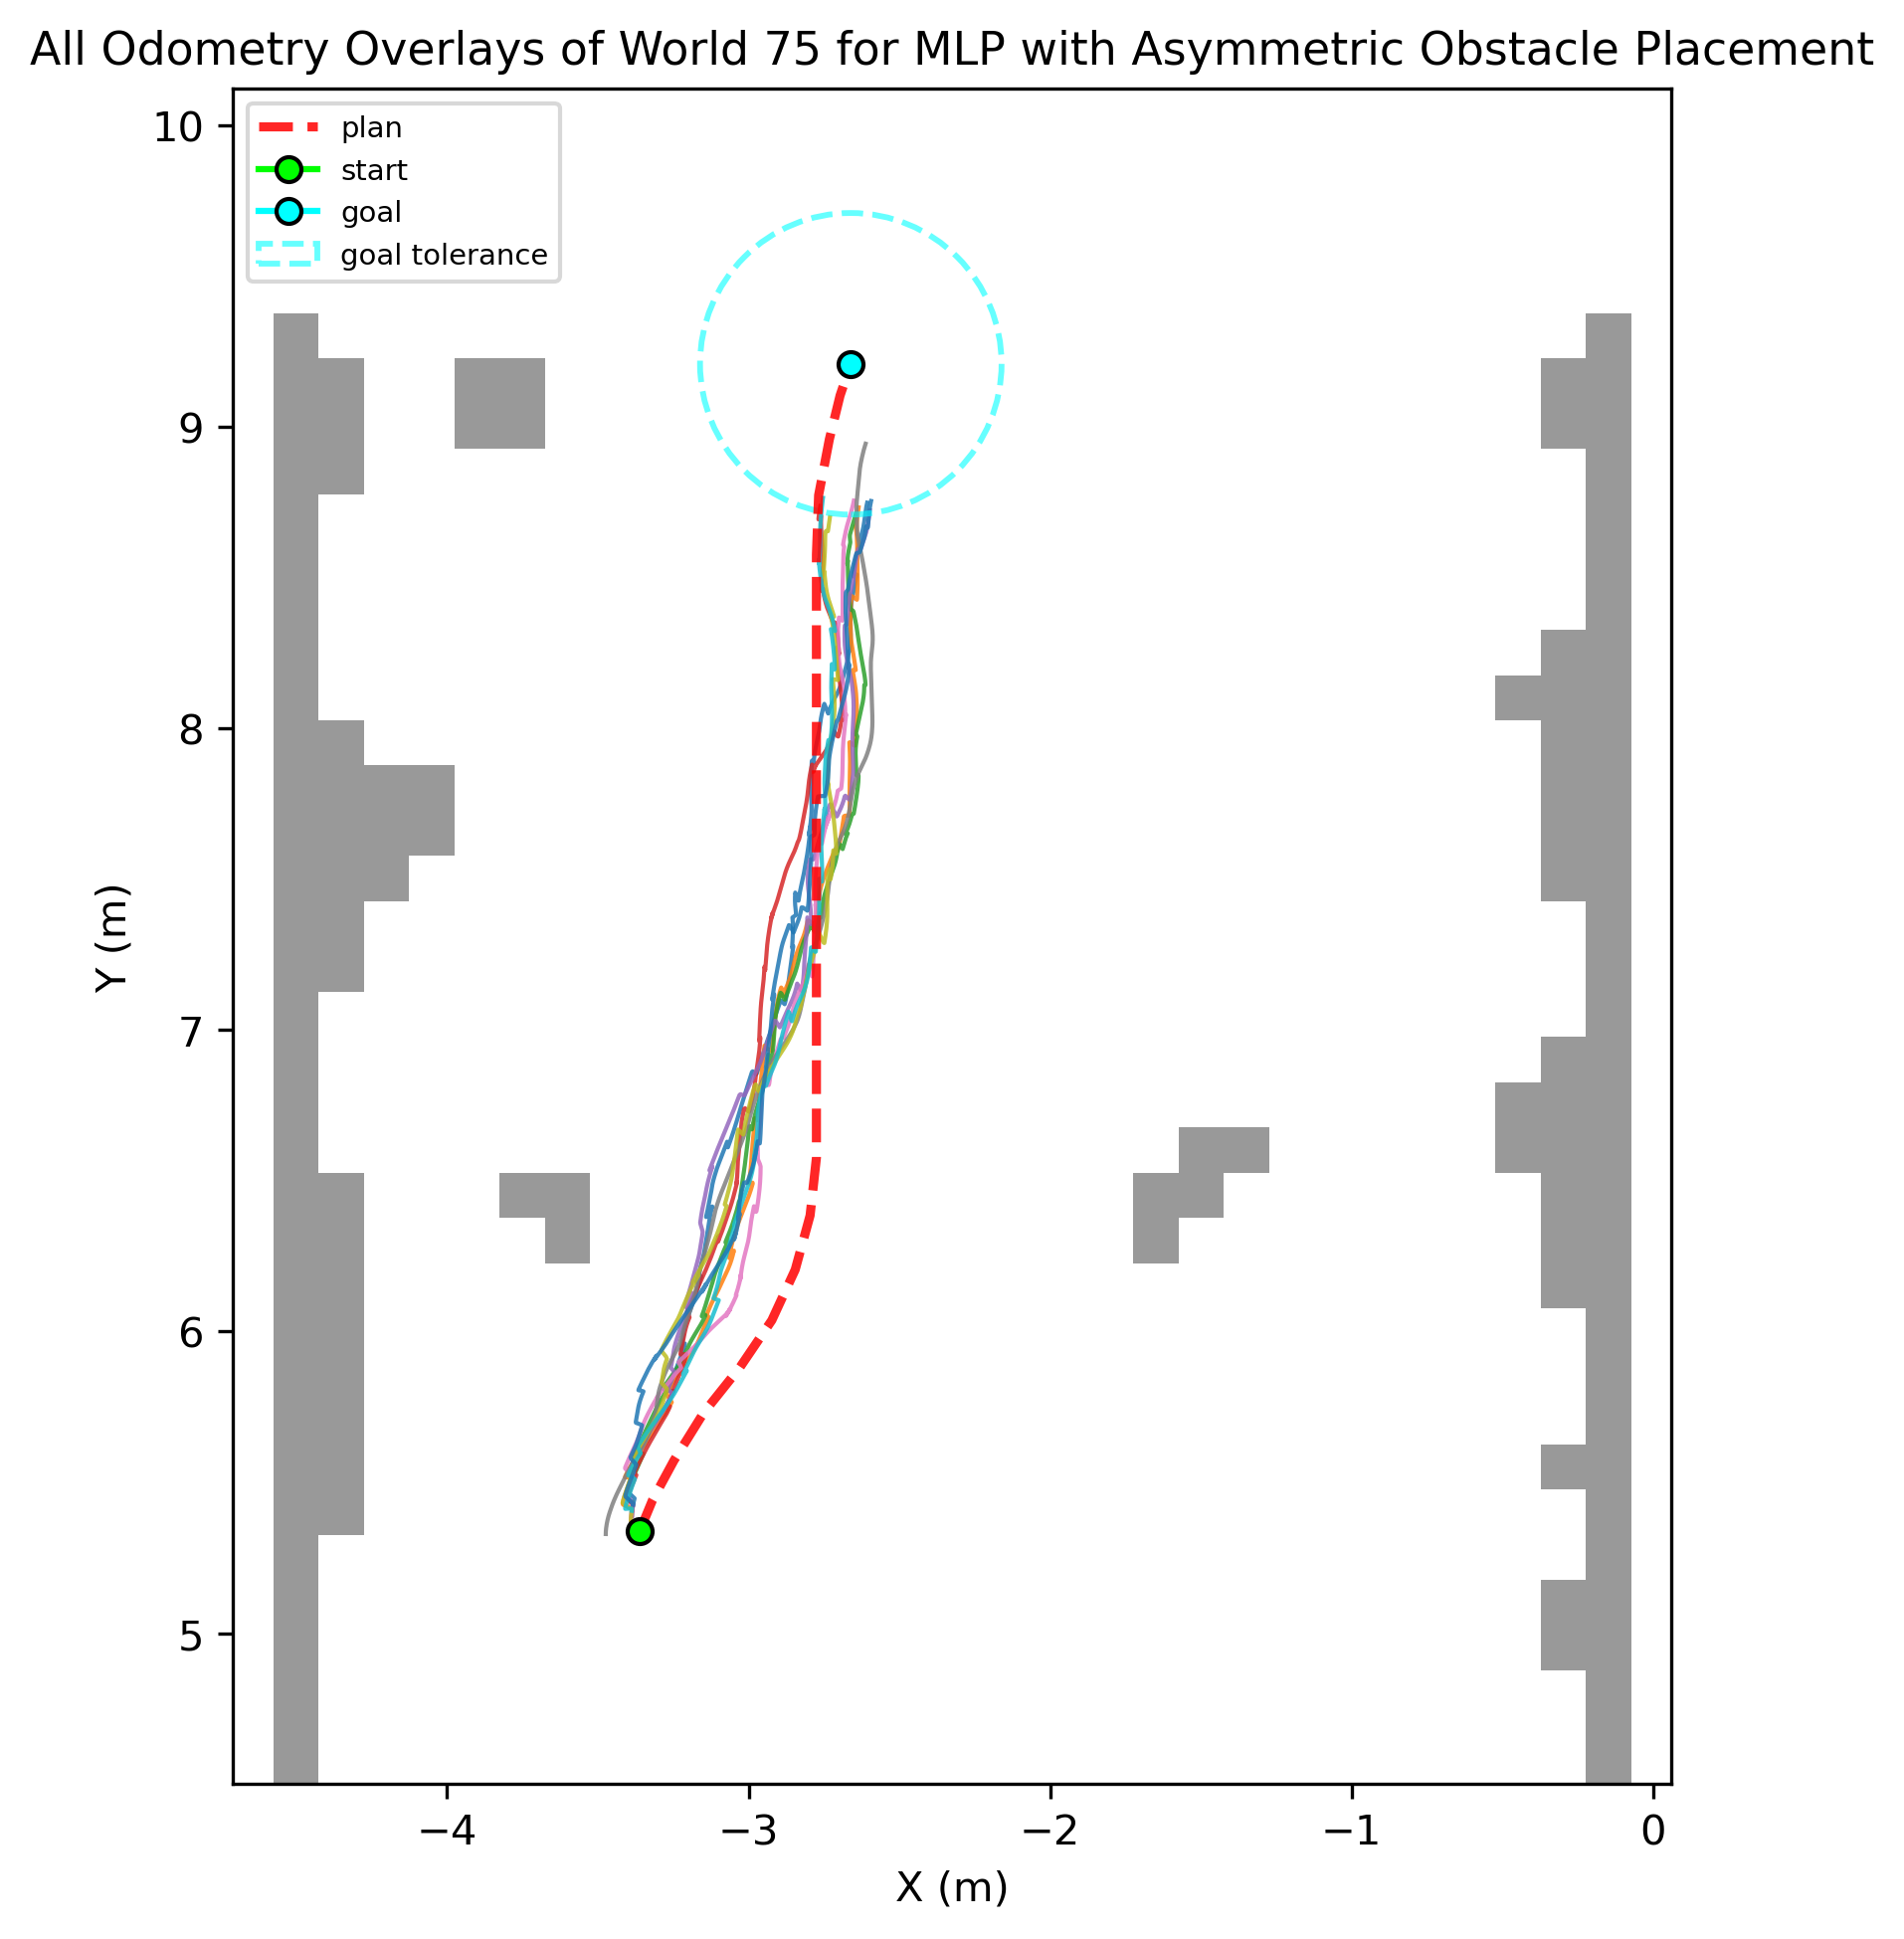 All Odometry Overlays of World 75 for MLP with Asymmetric Obstacle Placement
plan
start
goal
goal tolerance
10
9
8
7
6
5
Y (m)
−4
−3
−2
−1
0
X (m)